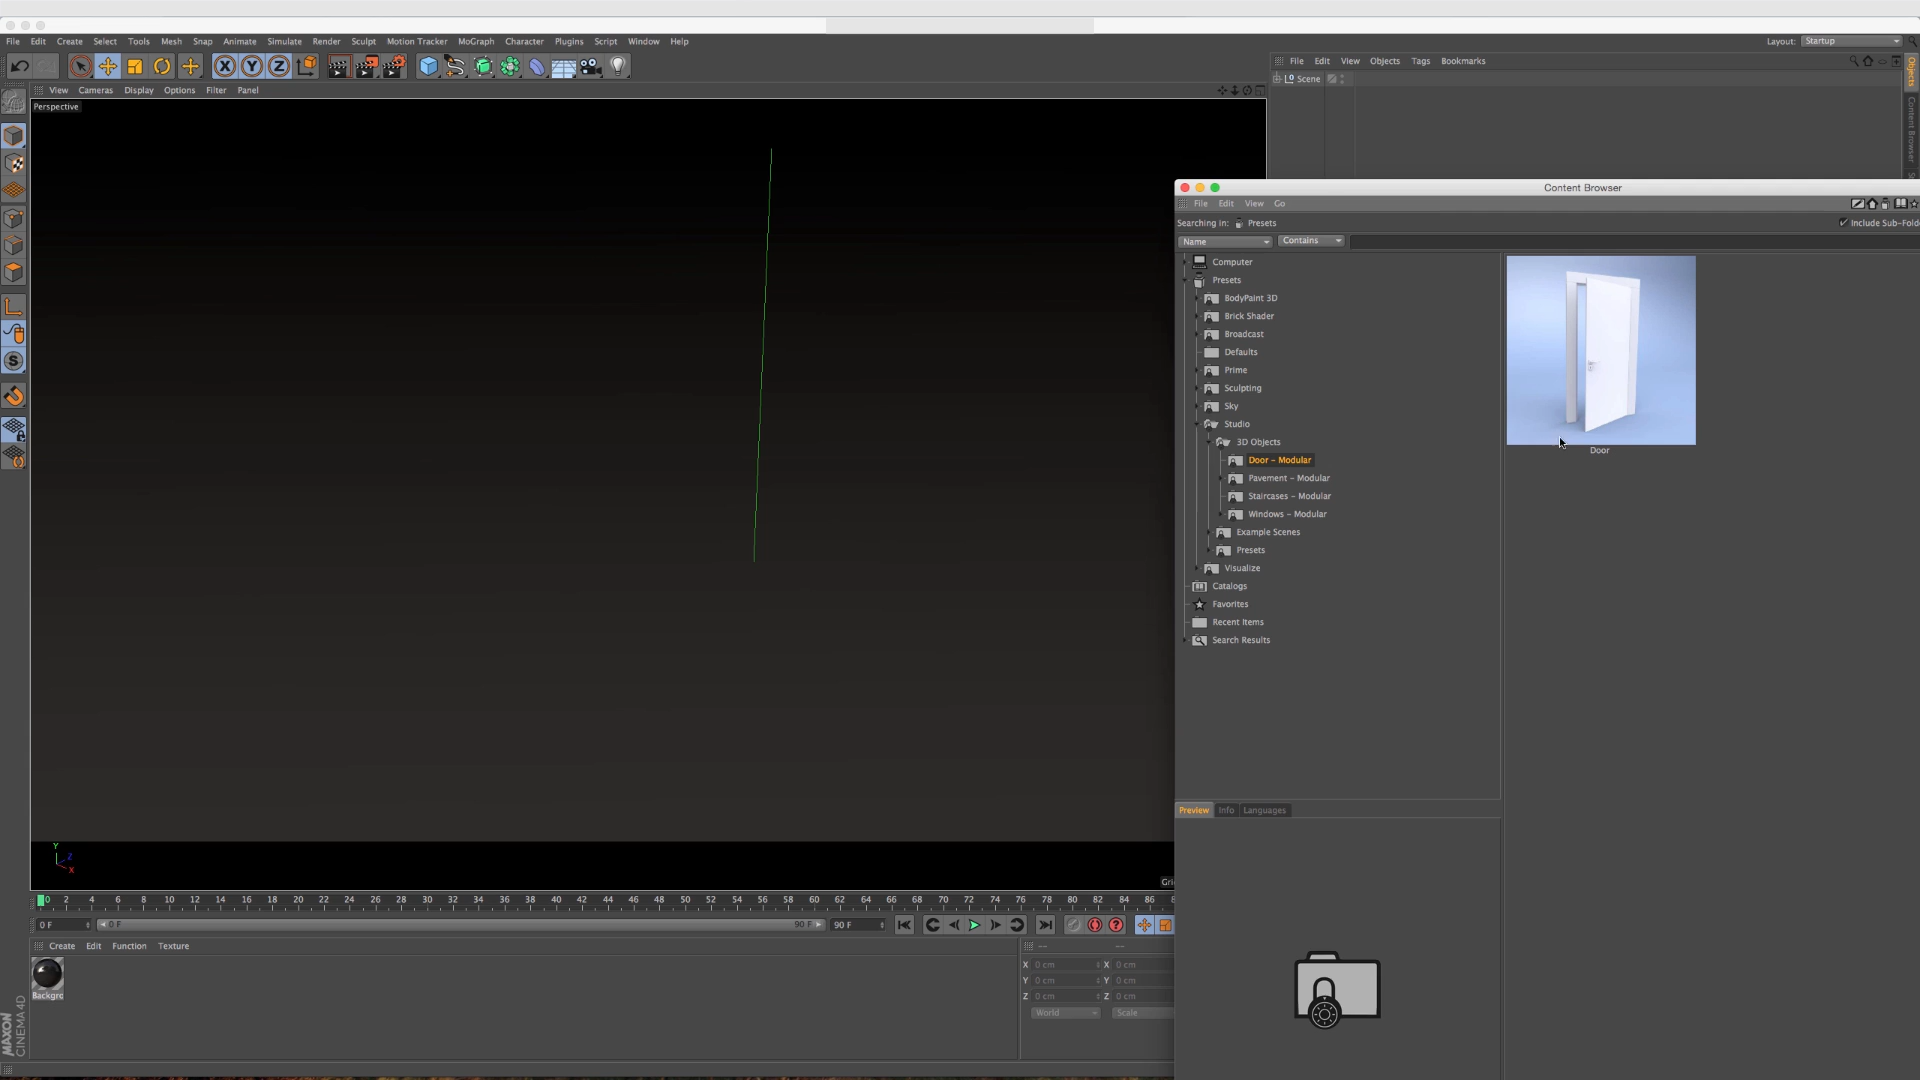 Content Browser
File Edit Create Select Tools Mesh Snap Animate Simulate Render Sculpt Motion Tracker MoGraph Character Plugins Script Window Help
Layout: Startup
File Edit View Objects Tags Bookmarks
Scene
Objects
Content Browser
View Cameras Display Options Filter Panel
Perspective
File Edit View Go
Searching in: Presets
Include Sub-Fold
Name Contains
Computer
Presets
BodyPaint 3D
Brick Shader
Broadcast
Defaults
Prime
Sculpting
Sky
Studio
3D Objects
Door - Modular
Pavement - Modular
Staircases - Modular
Windows - Modular
Example Scenes
Presets
Visualize
Catalogs
Favorites
Recent Items
Search Results
Door
Preview Info Languages
Y Z X
Gri
0 2 4 6 8 10 12 14 16 18 20 22 24 26 28 30 32 34 36 38 40 42 44 46 48 50 52 54 56 58 60 62 64 66 68 70 72 74 76 78 80 82 84 86
0 F 0 F 90 F 90 F
Create Edit Function Texture
Backgrc
-- --
X 0 cm X 0 cm
Y 0 cm Y 0 cm
Z 0 cm Z 0 cm
World Scale
MAXON
CINEMA 4D